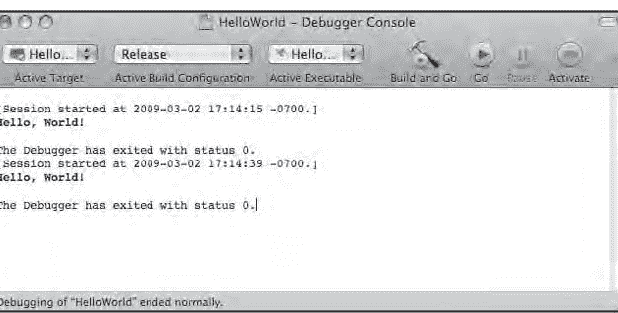 HelloWorld – Debugger Console
Hello... Release Hello...
Active Target Active Build Configuration Active Executable Build and Go Go Pause Activate
[Session started at 2009-03-02 17:14:15 -0700.]
Hello, World!
The Debugger has exited with status 0.
[Session started at 2009-03-02 17:14:39 -0700.]
Hello, World!
The Debugger has exited with status 0.
Debugging of "HelloWorld" ended normally.